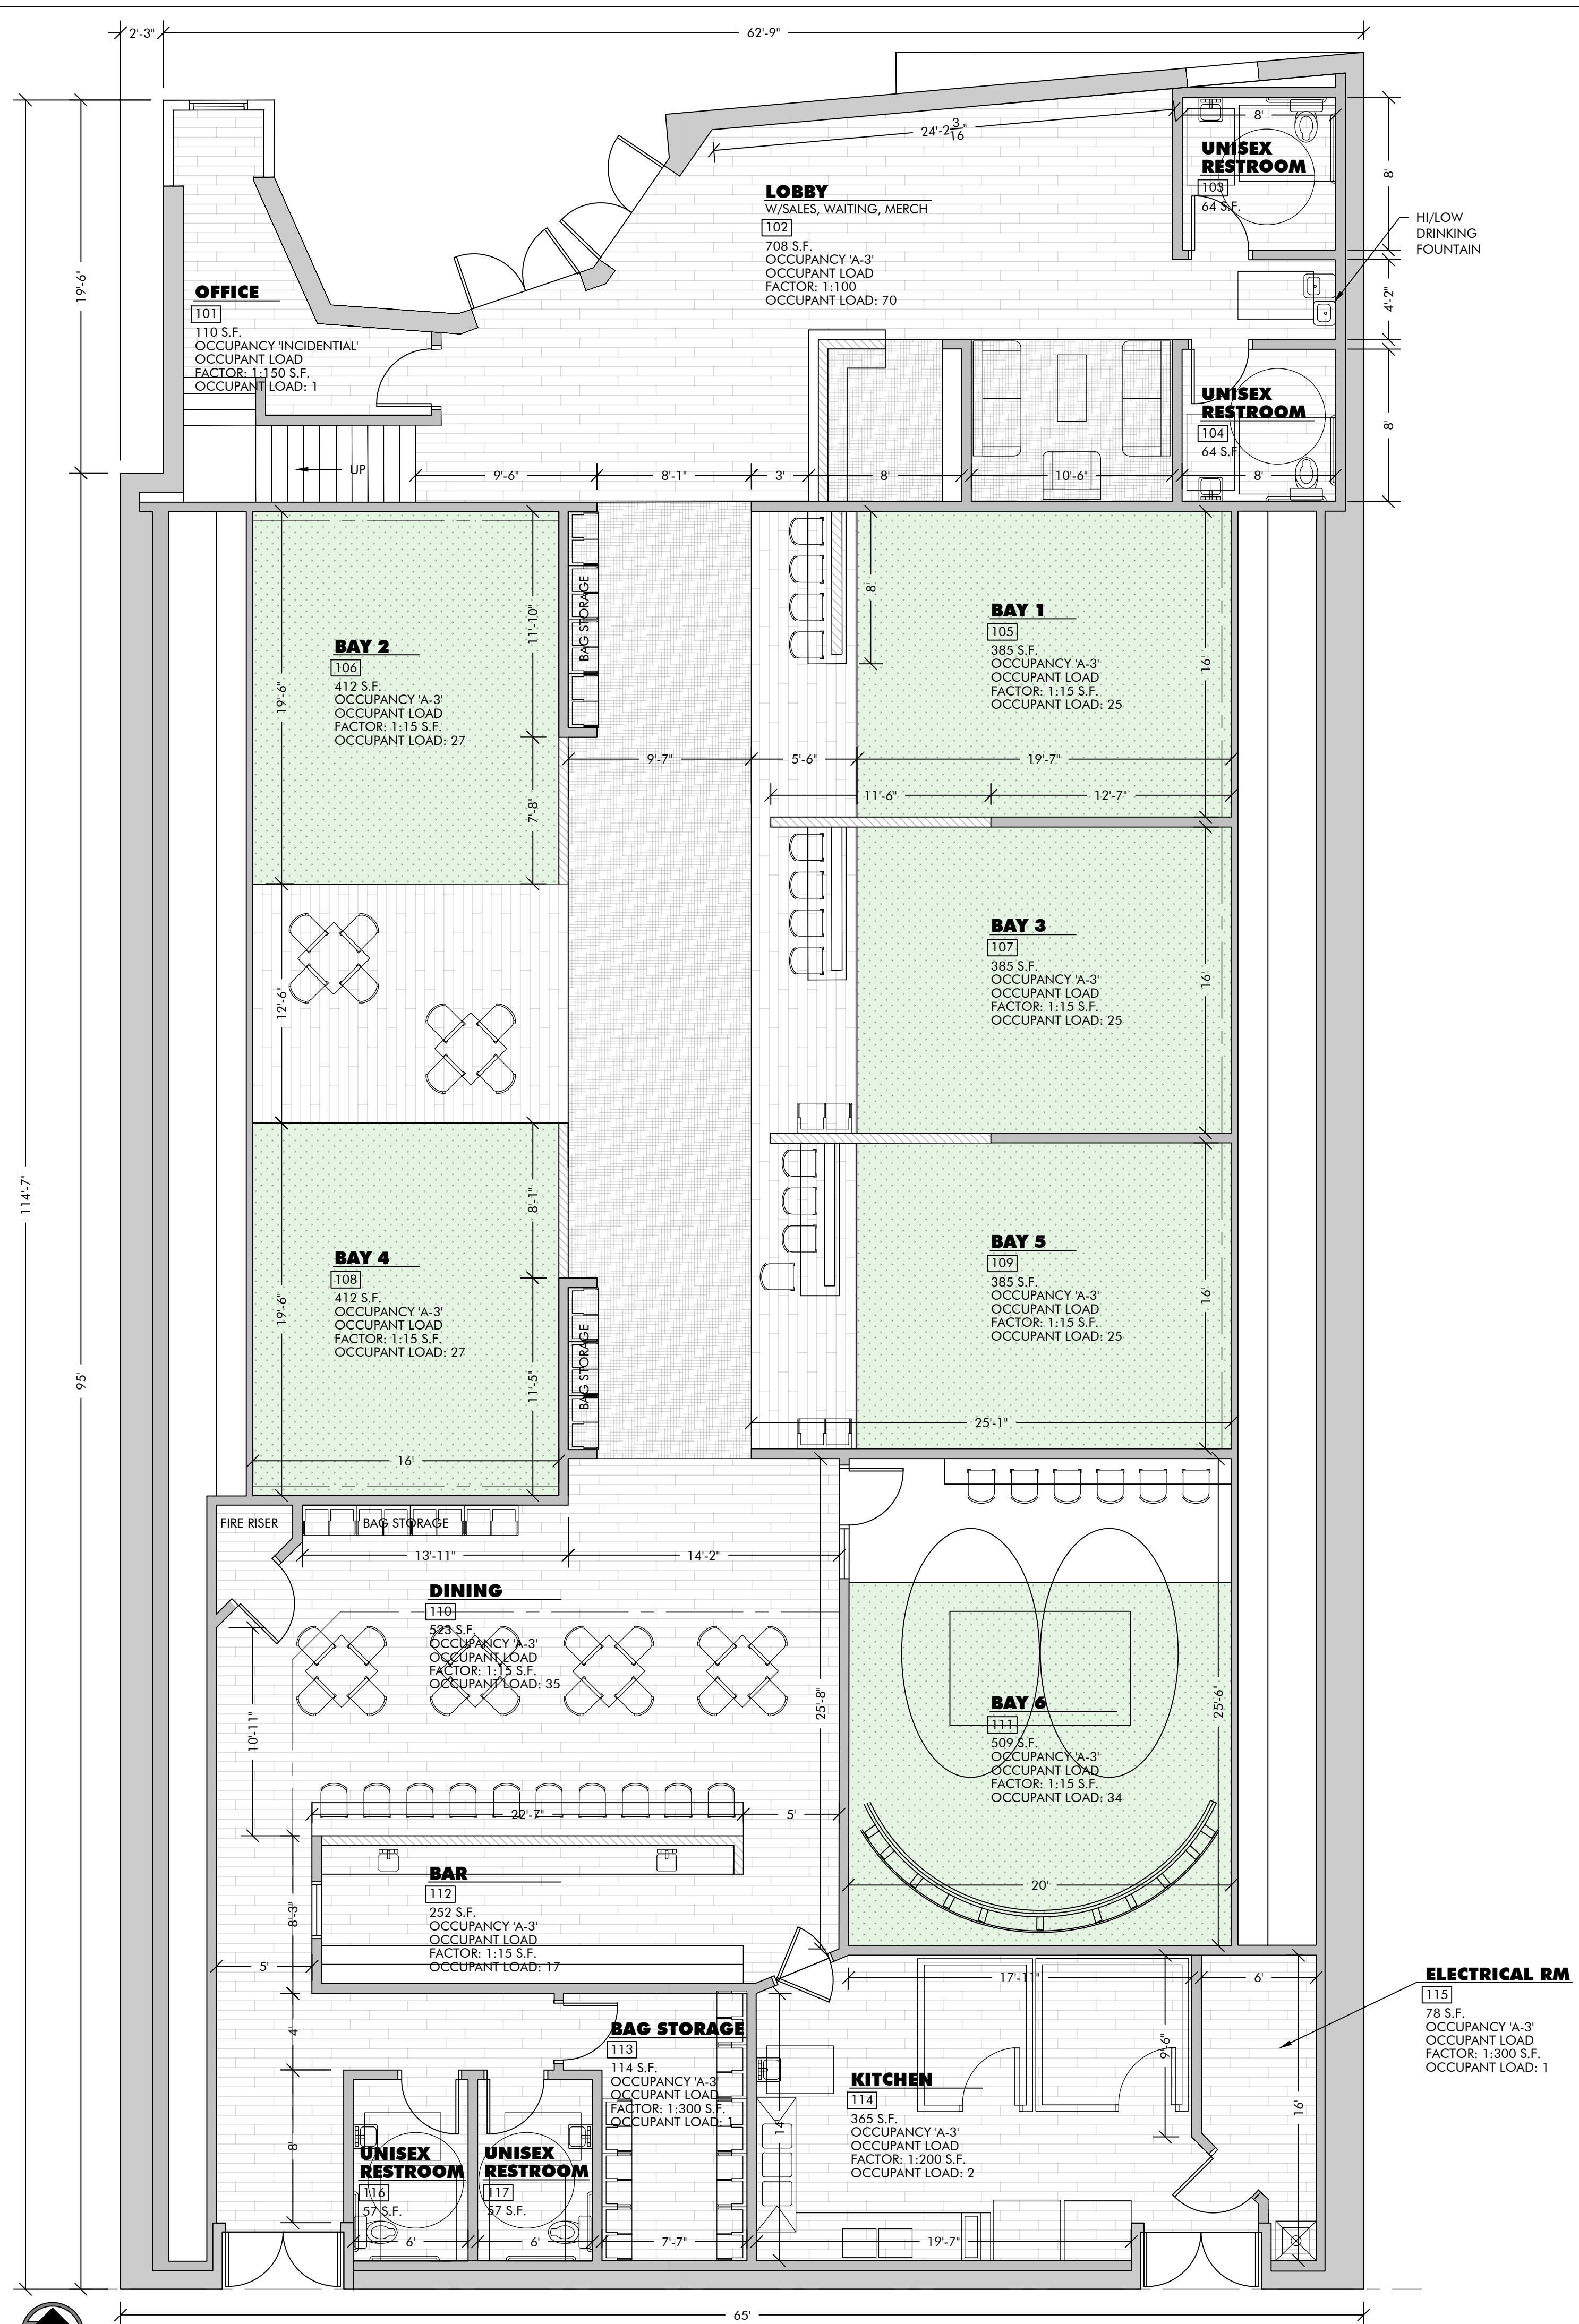 2'-3"
62'-9"
24'-2 3/16"
8'
UNISEX
RESTROOM
103
64 S.F.
8'
LOBBY
W/SALES, WAITING, MERCH
102
708 S.F.
OCCUPANCY 'A-3'
OCCUPANT LOAD
FACTOR: 1:100
OCCUPANT LOAD: 70
HI/LOW
DRINKING
FOUNTAIN
19'-6"
OFFICE
101
110 S.F.
OCCUPANCY 'INCIDENTIAL'
OCCUPANT LOAD
FACTOR: 1:150 S.F.
OCCUPANT LOAD: 1
4'-2"
UNISEX
RESTROOM
104
64 S.F.
8'
UP
9'-6"
8'-1"
3'
8'
10'-6"
8'
BAY 2
106
412 S.F.
OCCUPANCY 'A-3'
OCCUPANT LOAD
FACTOR: 1:15 S.F.
OCCUPANT LOAD: 27
19'-6"
11'-10"
7'-8"
BAG STORAGE
8'
BAY 1
105
385 S.F.
OCCUPANCY 'A-3'
OCCUPANT LOAD
FACTOR: 1:15 S.F.
OCCUPANT LOAD: 25
16'
9'-7"
5'-6"
19'-7"
11'-6"
12'-7"
BAY 3
107
385 S.F.
OCCUPANCY 'A-3'
OCCUPANT LOAD
FACTOR: 1:15 S.F.
OCCUPANT LOAD: 25
16'
12'-6"
114'-7"
95'
BAY 4
108
412 S.F.
OCCUPANCY 'A-3'
OCCUPANT LOAD
FACTOR: 1:15 S.F.
OCCUPANT LOAD: 27
19'-6"
8'-1"
11'-5"
16'
BAG STORAGE
BAY 5
109
385 S.F.
OCCUPANCY 'A-3'
OCCUPANT LOAD
FACTOR: 1:15 S.F.
OCCUPANT LOAD: 25
16'
25'-1"
FIRE RISER
BAG STORAGE
13'-11"
14'-2"
DINING
110
523 S.F.
OCCUPANCY 'A-3'
OCCUPANT LOAD
FACTOR: 1:15 S.F.
OCCUPANT LOAD: 35
10'-11"
25'-8"
25'-6"
BAY 6
111
509 S.F.
OCCUPANCY 'A-3'
OCCUPANT LOAD
FACTOR: 1:15 S.F.
OCCUPANT LOAD: 34
20'
22'-7"
5'
BAR
112
252 S.F.
OCCUPANCY 'A-3'
OCCUPANT LOAD
FACTOR: 1:15 S.F.
OCCUPANT LOAD: 17
8'-3"
5'
17'-11"
6'
ELECTRICAL RM
115
78 S.F.
OCCUPANCY 'A-3'
OCCUPANT LOAD
FACTOR: 1:300 S.F.
OCCUPANT LOAD: 1
4'
BAG STORAGE
113
114 S.F.
OCCUPANCY 'A-3'
OCCUPANT LOAD
FACTOR: 1:300 S.F.
OCCUPANT LOAD: 1
9'-6"
KITCHEN
114
365 S.F.
OCCUPANCY 'A-3'
OCCUPANT LOAD
FACTOR: 1:200 S.F.
OCCUPANT LOAD: 2
14'
16'
8'
UNISEX
RESTROOM
116
57 S.F.
UNISEX
RESTROOM
117
57 S.F.
6'
6'
7'-7"
19'-7"
65'